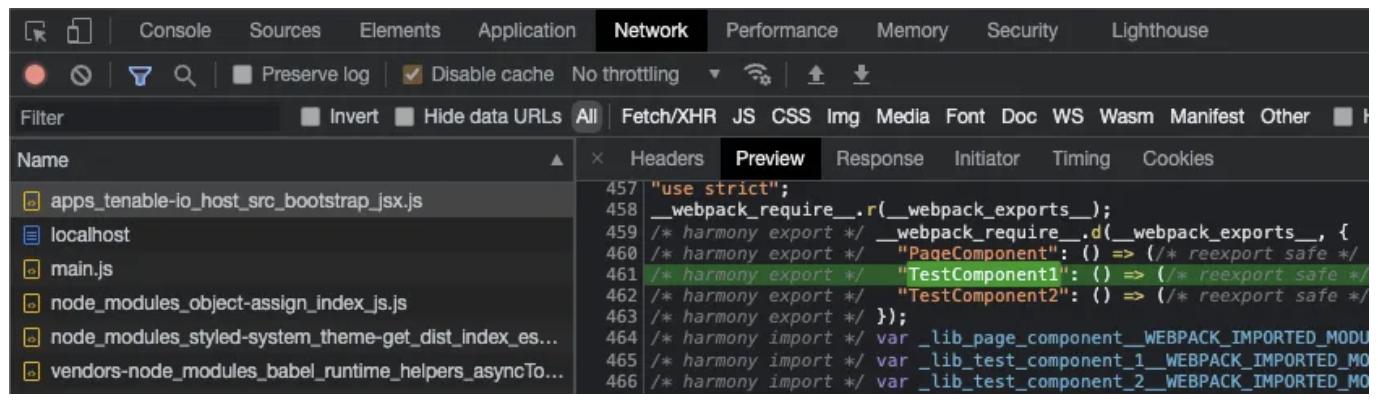 Console Sources Elements Application Network Performance Memory Security Lighthouse
Preserve log Disable cache No throttling
Filter Invert Hide data URLs All Fetch/XHR JS CSS Img Media Font Doc WS Wasm Manifest Other
Name
apps_tenable-io_host_src_bootstrap_jsx.js
localhost
main.js
node_modules_object-assign_index_js.js
node_modules_styled-system_theme-get_dist_index_es...
vendors-node_modules_babel_runtime_helpers_asyncTo...
× Headers Preview Response Initiator Timing Cookies
457 "use strict";
458 __webpack_require__.r(__webpack_exports__);
459 /* harmony export */ __webpack_require__.d(__webpack_exports__, {
460 /* harmony export */ "PageComponent": () => (/* reexport safe */
461 /* harmony export */ "TestComponent1": () => (/* reexport safe */
462 /* harmony export */ "TestComponent2": () => (/* reexport safe */
463 /* harmony export */ });
464 /* harmony import */ var _lib_page_component__WEBPACK_IMPORTED_MODU
465 /* harmony import */ var _lib_test_component_1__WEBPACK_IMPORTED_MO
466 /* harmony import */ var _lib_test_component_2__WEBPACK_IMPORTED_MO